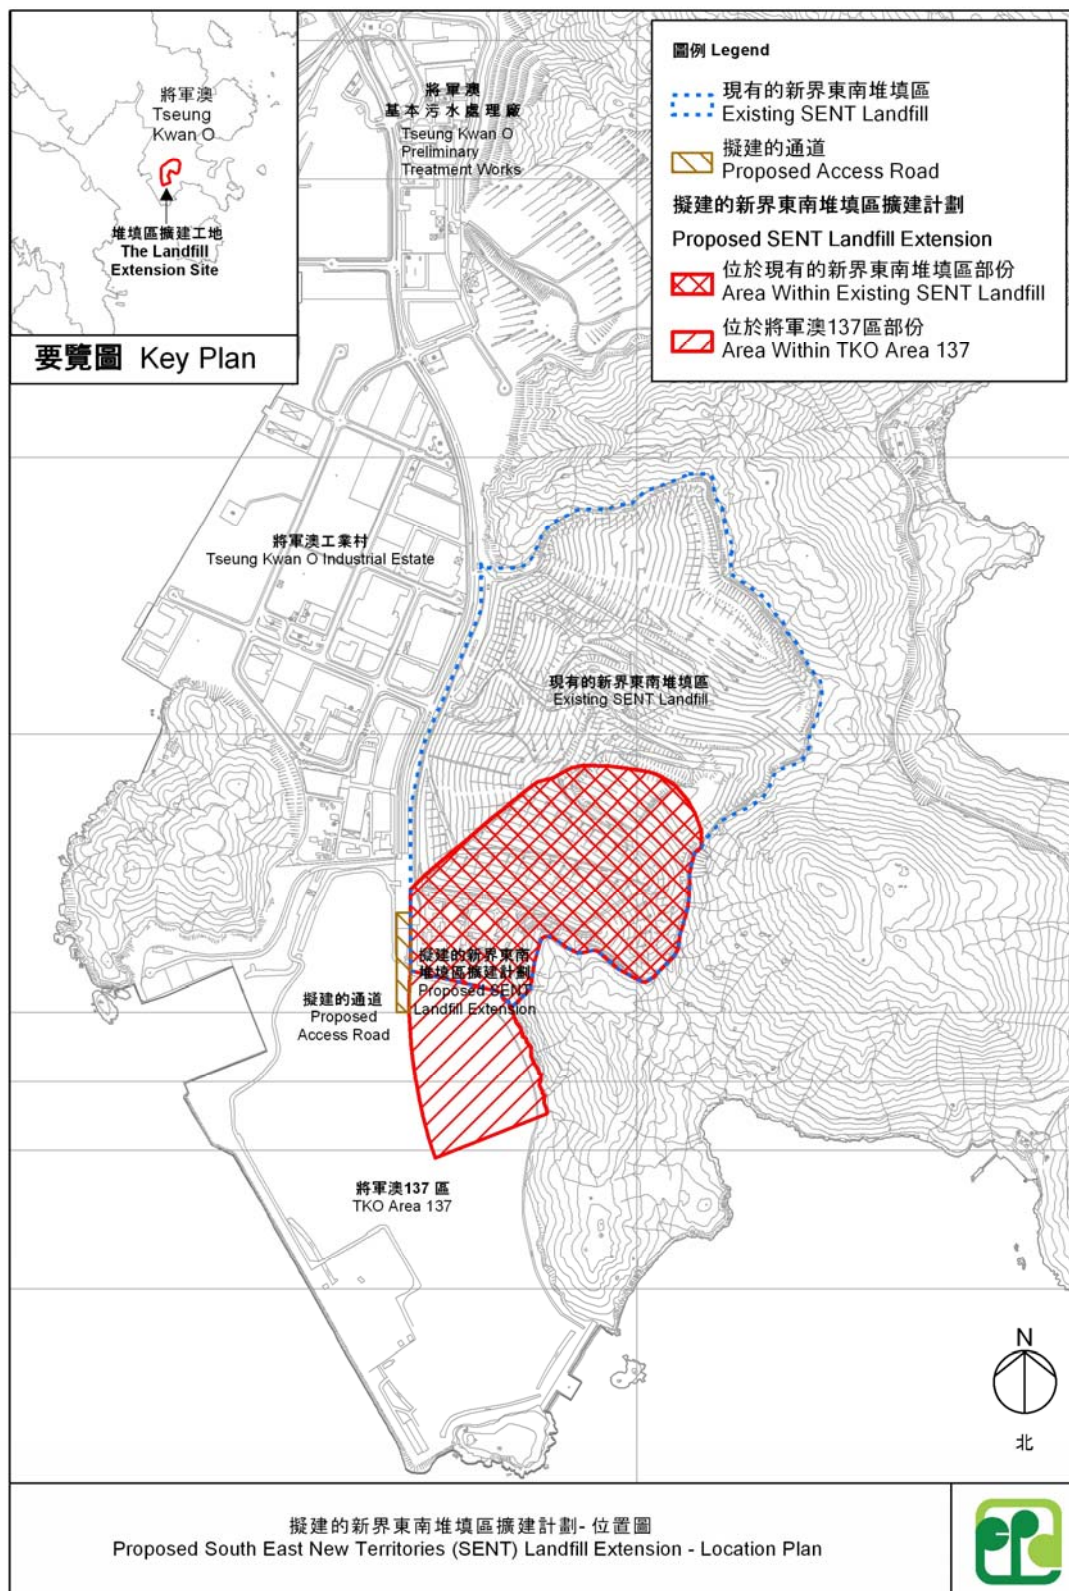 將軍澳
Tseung
Kwan O
堆填區擴建工地
The Landfill
Extension Site
要覽圖 Key Plan
將軍澳
基本污水處理廠
Tseung Kwan O
Preliminary
Treatment Works
圖例 Legend
現有的新界東南堆填區
Existing SENT Landfill
擬建的通道
Proposed Access Road
擬建的新界東南堆填區擴建計劃
Proposed SENT Landfill Extension
位於現有的新界東南堆填區部份
Area Within Existing SENT Landfill
位於將軍澳137區部份
Area Within TKO Area 137
將軍澳工業村
Tseung Kwan O Industrial Estate
現有的新界東南堆填區
Existing SENT Landfill
擬建的新界東南
堆填區擴建計劃
Proposed SENT
Landfill Extension
擬建的通道
Proposed
Access Road
將軍澳137 區
TKO Area 137
N
北
擬建的新界東南堆填區擴建計劃- 位置圖
Proposed South East New Territories (SENT) Landfill Extension - Location Plan